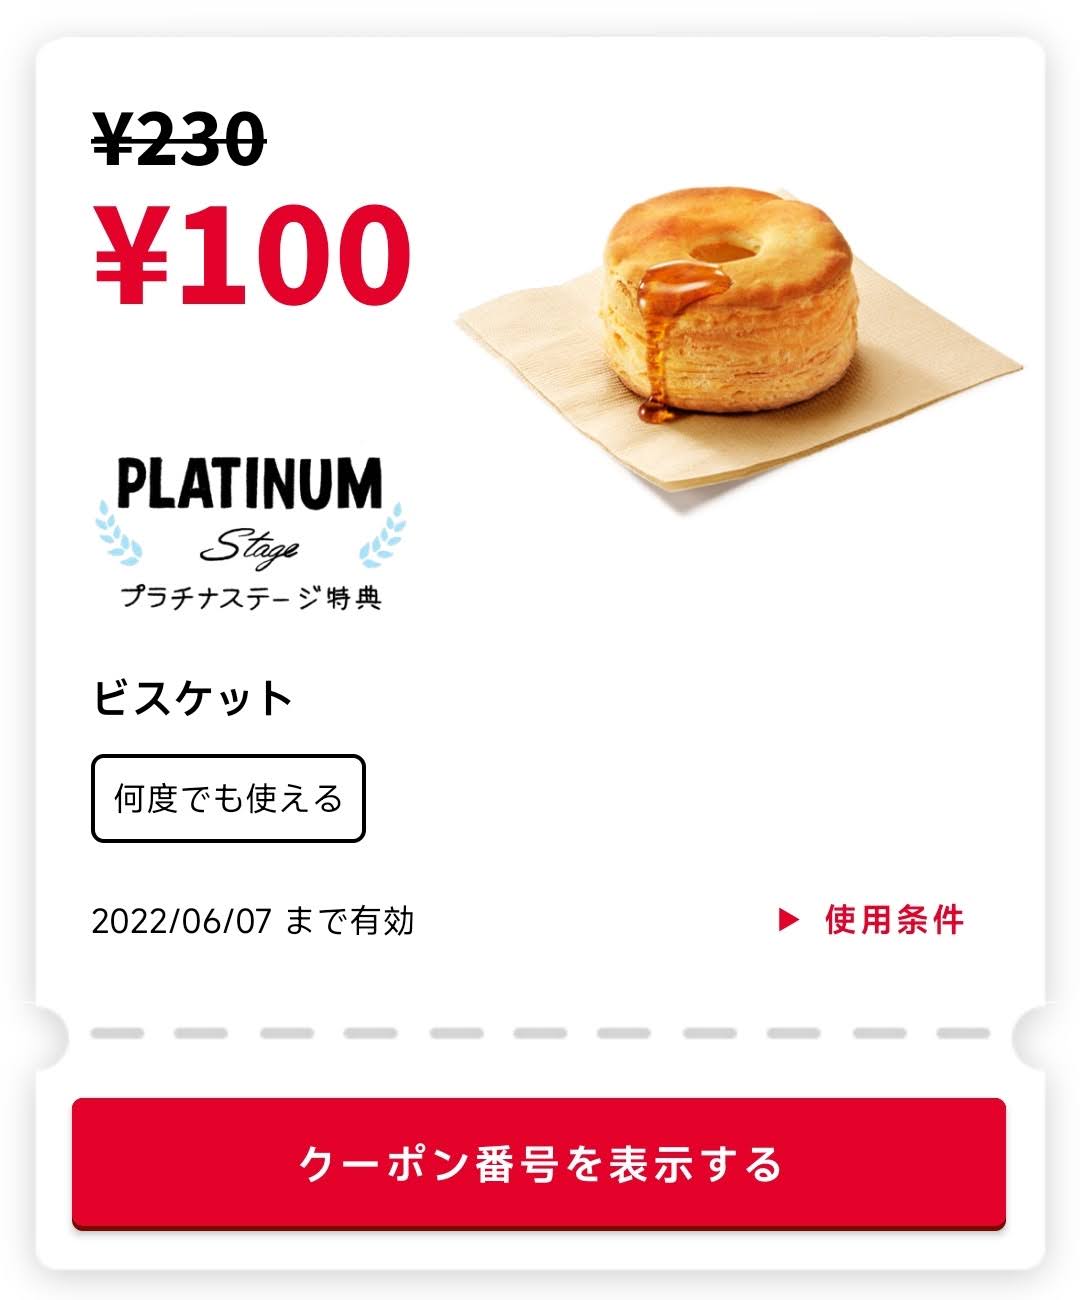 ¥230
¥100
PLATINUM
Stage
プラチナステージ特典
ビスケット
何度でも使える
2022/06/07 まで有効
▶ 使用条件
クーポン番号を表示する